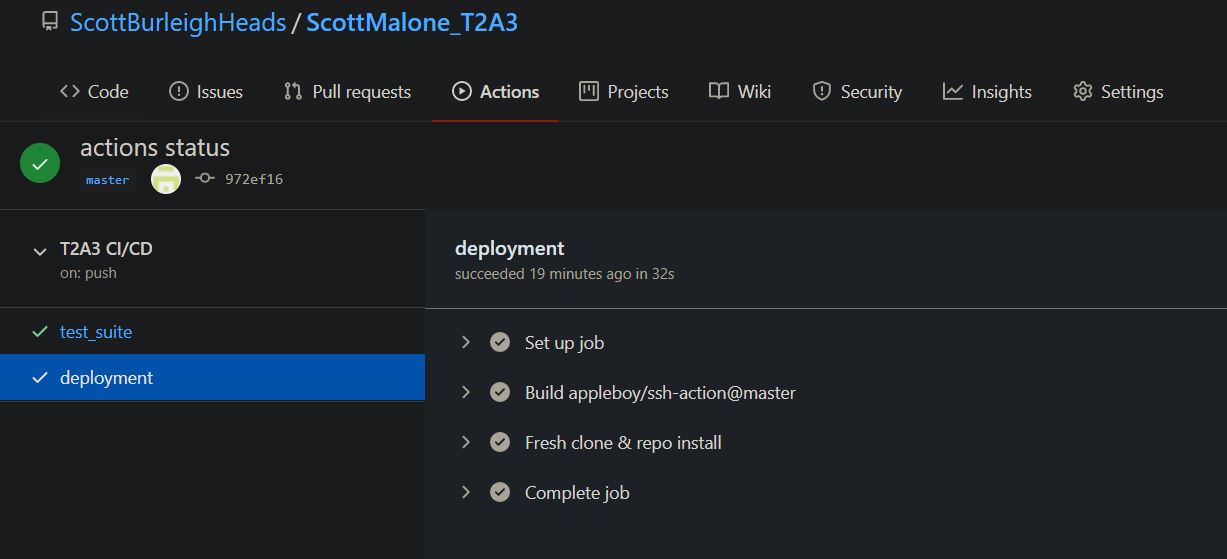 ScottBurleighHeads / ScottMalone_T2A3
Code Issues Pull requests Actions Projects Wiki Security Insights Settings
actions status
master 972ef16
T2A3 CI/CD
on: push
test_suite
deployment
deployment
succeeded 19 minutes ago in 32s
Set up job
Build appleboy/ssh-action@master
Fresh clone & repo install
Complete job